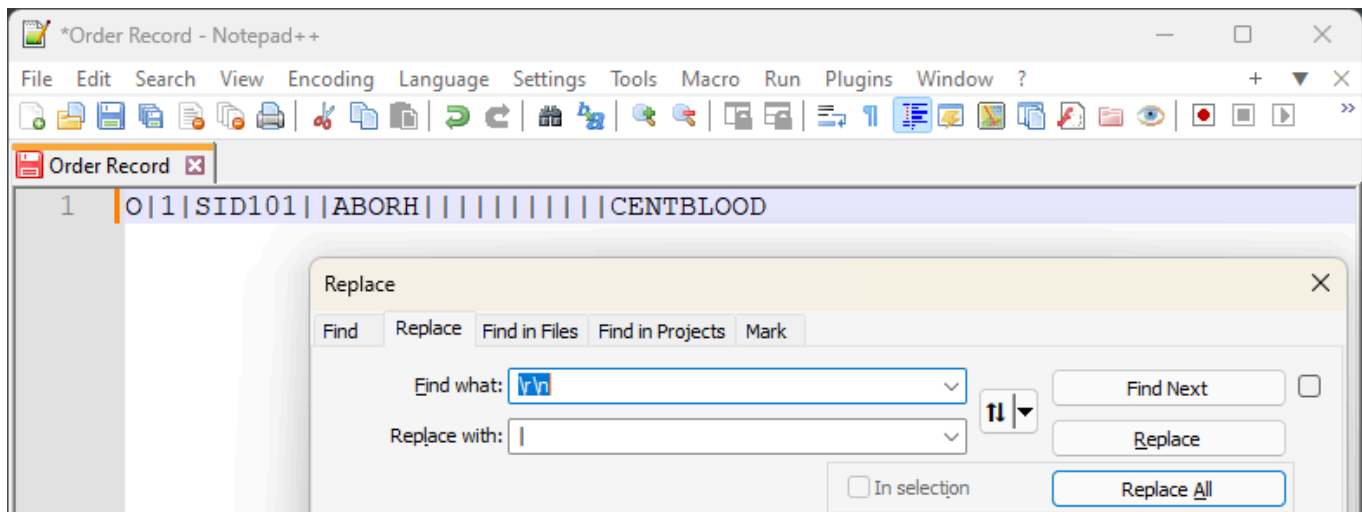 *Order Record - Notepad++
File Edit Search View Encoding Language Settings Tools Macro Run Plugins Window ?
Order Record
1 O|1|SID101||ABORH|||||||||||CENTBLOOD
Replace
Find Replace Find in Files Find in Projects Mark
Find what: \r\n Find Next
Replace with: | Replace
In selection Replace All